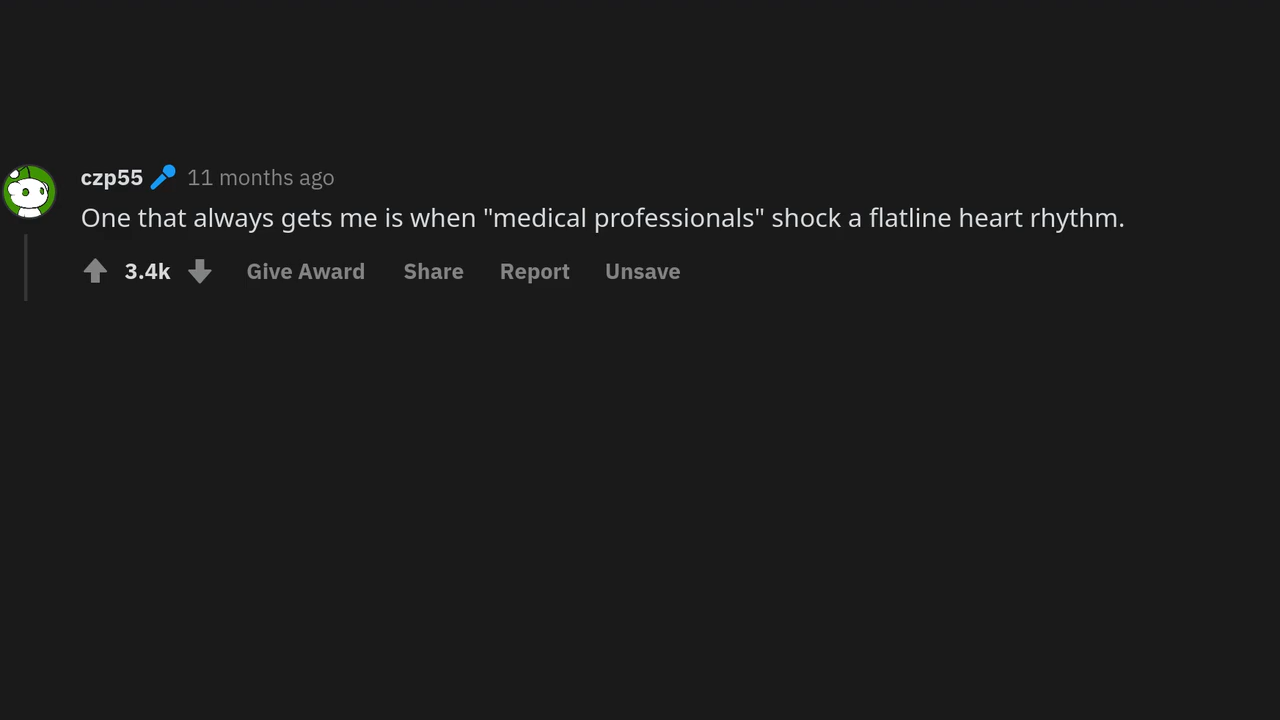 czp55 11 months ago
One that always gets me is when "medical professionals" shock a flatline heart rhythm.
3.4k Give Award Share Report Unsave